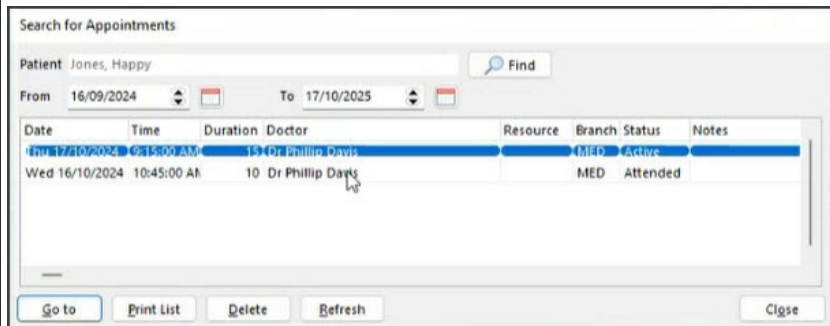 Search for Appointments
Patient Jones, Happy Find
From 16/09/2024 To 17/10/2025
Date Time Duration Doctor Resource Branch Status Notes
Thu 17/10/2024 9:15:00 AM 15 Dr Phillip Davis MED Active
Wed 16/10/2024 10:45:00 AM 10 Dr Phillip Davis MED Attended
Go to Print List Delete Refresh Close